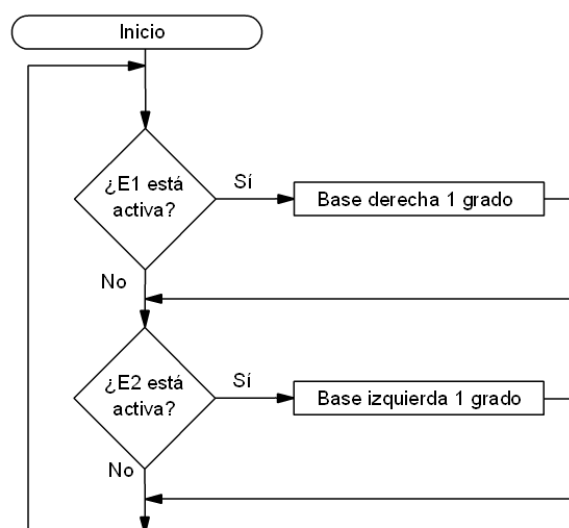 Inicio
¿E1 está
activa?
Sí
Base derecha 1 grado
No
¿E2 está
activa?
Sí
Base izquierda 1 grado
No